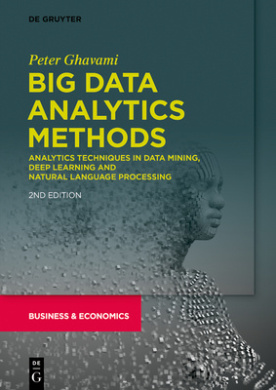 DE GRUYTER
Peter Ghavami
BIG DATA
ANALYTICS
METHODS
ANALYTICS TECHNIQUES IN DATA MINING,
DEEP LEARNING AND
NATURAL LANGUAGE PROCESSING
2ND EDITION
BUSINESS & ECONOMICS
DE
G